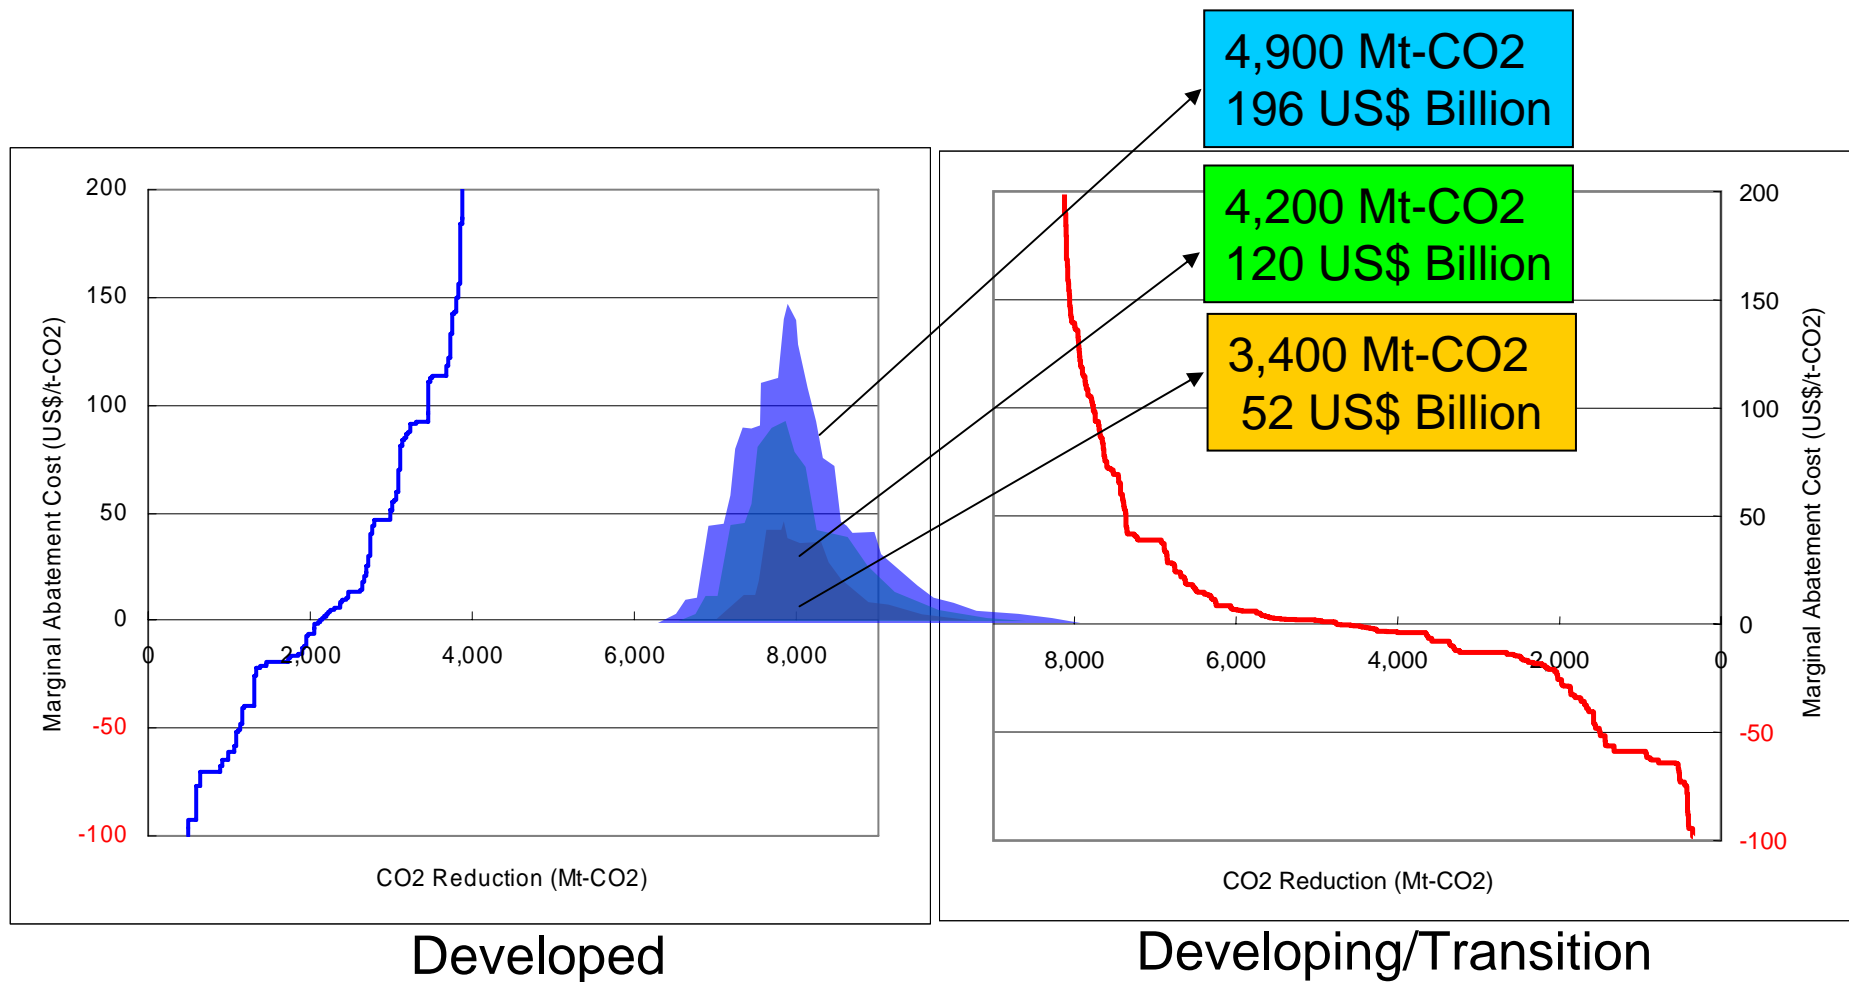 4,900 Mt-CO2
196 US$ Billion
4,200 Mt-CO2
120 US$ Billion
3,400 Mt-CO2
52 US$ Billion
200
150
100
50
0
-50
-100
Marginal Abatement Cost (US$/t-CO2)
0
2,000
4,000
6,000
8,000
CO2 Reduction (Mt-CO2)
Developed
8,000
6,000
4,000
2,000
0
200
150
100
50
0
-50
-100
Marginal Abatement Cost (US$/t-CO2)
CO2 Reduction (Mt-CO2)
Developing/Transition